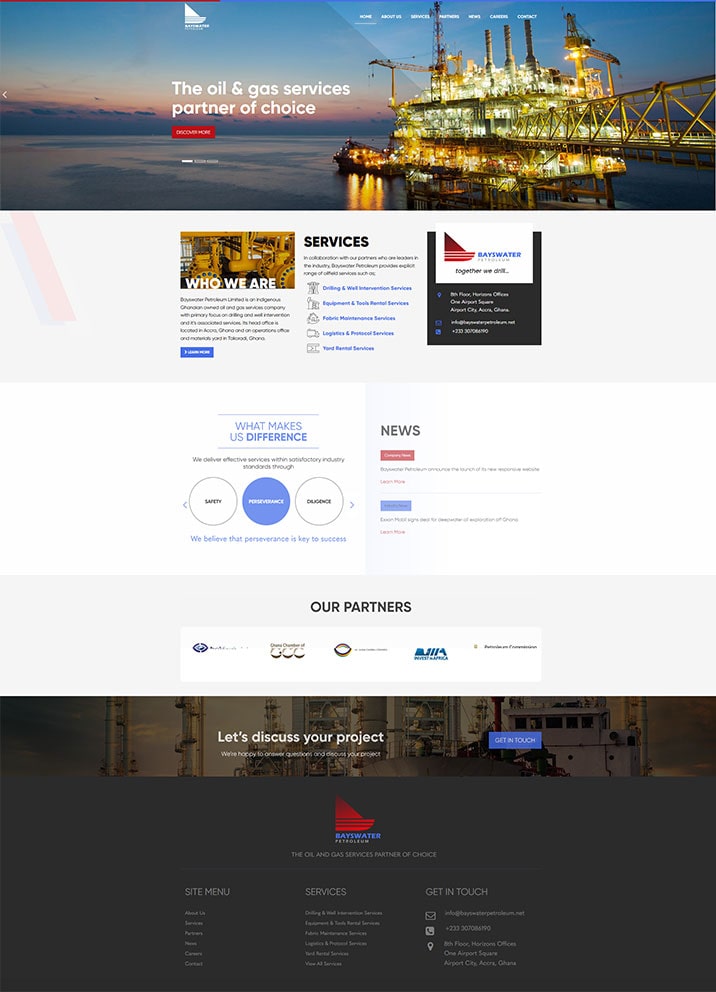 BAYSWATER
PETROLEUM
HOME ABOUT US SERVICES PARTNERS NEWS CAREERS CONTACT
The oil & gas services
partner of choice
DISCOVER MORE
WHO WE ARE
Bayswater Petroleum Limited is an indigenous
Ghanaian owned oil and gas services company
with primary focus on drilling and well intervention
and it's associated services. Its head office is
located in Accra, Ghana and an operations office
and materials yard in Takoradi, Ghana.
LEARN MORE
SERVICES
In collaboration with our partners who are leaders in
the industry, Bayswater Petroleum provides explicit
range of oilfield services such as;
Drilling & Well Intervention Services
Equipment & Tools Rental Services
Fabric Maintenance Services
Logistics & Protocol Services
Yard Rental Services
BAYSWATER
PETROLEUM
together we drill...
8th Floor, Horizons Offices
One Airport Square
Airport City, Accra, Ghana.
info@bayswaterpetroleum.net
+233 307086190
WHAT MAKES
US DIFFERENCE
We deliver effective services within satisfactory industry
standards through
SAFETY
PERSEVERANCE
DILIGENCE
We believe that perseverance is key to success
NEWS
Company News
Bayswater Petroleum announce the launch of its new responsive website
Learn More
Industry News
Exxon Mobil signs deal for deepwater oil exploration off Ghana
Learn More
OUR PARTNERS
Ghana Chamber of
GCC
INVEST IN AFRICA
Petroleum Commission
Let's discuss your project
We're happy to answer questions and discuss your project
GET IN TOUCH
BAYSWATER
PETROLEUM
THE OIL AND GAS SERVICES PARTNER OF CHOICE
SITE MENU
About Us
Services
Partners
News
Careers
Contact
SERVICES
Drilling & Well Intervention Services
Equipment & Tools Rental Services
Fabric Maintenance Services
Logistics & Protocol Services
Yard Rental Services
View All Services
GET IN TOUCH
info@bayswaterpetroleum.net
+233 307086190
8th Floor, Horizons Offices
One Airport Square
Airport City, Accra, Ghana